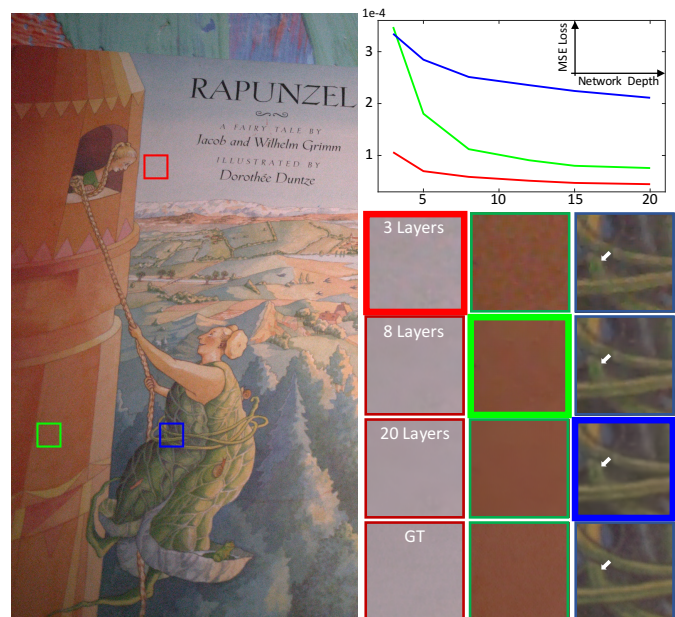 RAPUNZEL
A FAIRY TALE BY
Jacob and Wilhelm Grimm
ILLUSTRATED BY
Dorothée Duntze
1e-4
3
2
1
5
10
15
20
MSE Loss
Network Depth
3 Layers
8 Layers
20 Layers
GT